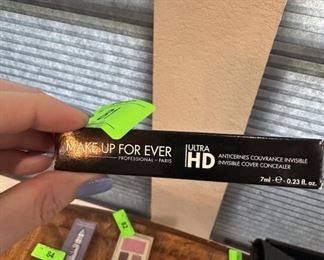 MAKE UP FOR EVER
PROFESSIONAL – PARIS
ULTRA
HD
ANTICERNES COUVRANCE INVISIBLE
INVISIBLE COVER CONCEALER
7ml - e - 0.23 fl. oz.
84